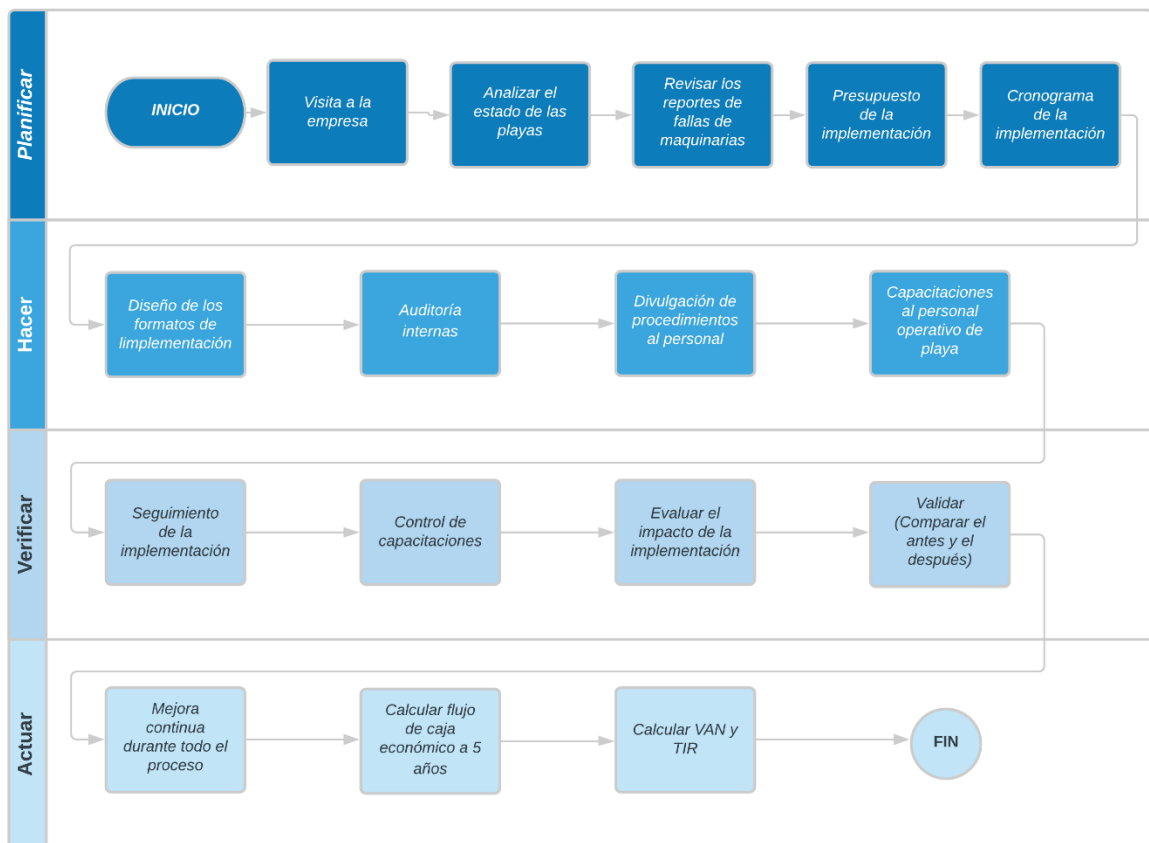 Planificar
INICIO
Visita a la
empresa
Analizar el
estado de las
playas
Revisar los
reportes de
fallas de
maquinarias
Presupuesto
de la
implementación
Cronograma
de la
implementación
Hacer
Diseño de los
formatos de
limplementación
Auditoría
internas
Divulgación de
procedimientos
al personal
Capacitaciones
al personal
operativo de
playa
Verificar
Seguimiento
de la
implementación
Control de
capacitaciones
Evaluar el
impacto de la
implementación
Validar
(Comparar el
antes y el
después)
Actuar
Mejora
continua
durante todo el
proceso
Calcular flujo
de caja
económico a 5
años
Calcular VAN y
TIR
FIN